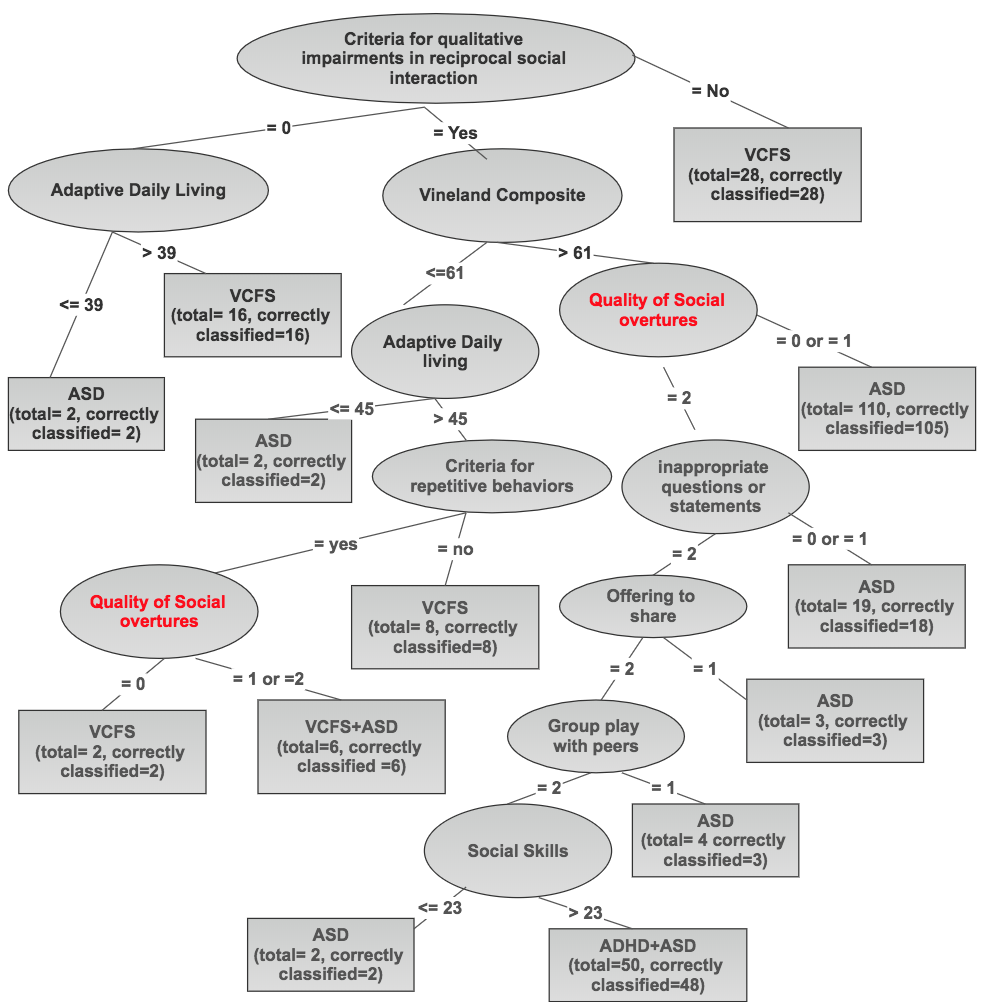 Criteria for qualitative
impairments in reciprocal social
interaction
= No
= 0
= Yes
VCFS
(total=28, correctly
classified=28)
Adaptive Daily Living
Vineland Composite
> 39
<= 39
<=61
> 61
VCFS
(total= 16, correctly
classified=16)
Quality of Social
overtures
= 0 or = 1
Adaptive Daily
living
ASD
(total= 2, correctly
classified= 2)
= 2
ASD
(total= 110, correctly
classified=105)
<= 45
> 45
ASD
(total= 2, correctly
classified=2)
Criteria for
repetitive behaviors
inappropriate
questions or
statements
= yes
= no
= 2
= 0 or = 1
Quality of Social
overtures
VCFS
(total= 8, correctly
classified=8)
Offering to
share
ASD
(total= 19, correctly
classified=18)
= 0
= 1 or =2
= 2
= 1
VCFS
(total= 2, correctly
classified=2)
VCFS+ASD
(total=6, correctly
classified =6)
Group play
with peers
ASD
(total= 3, correctly
classified=3)
= 2
= 1
Social Skills
ASD
(total= 4 correctly
classified=3)
<= 23
> 23
ASD
(total= 2, correctly
classified=2)
ADHD+ASD
(total=50, correctly
classified=48)